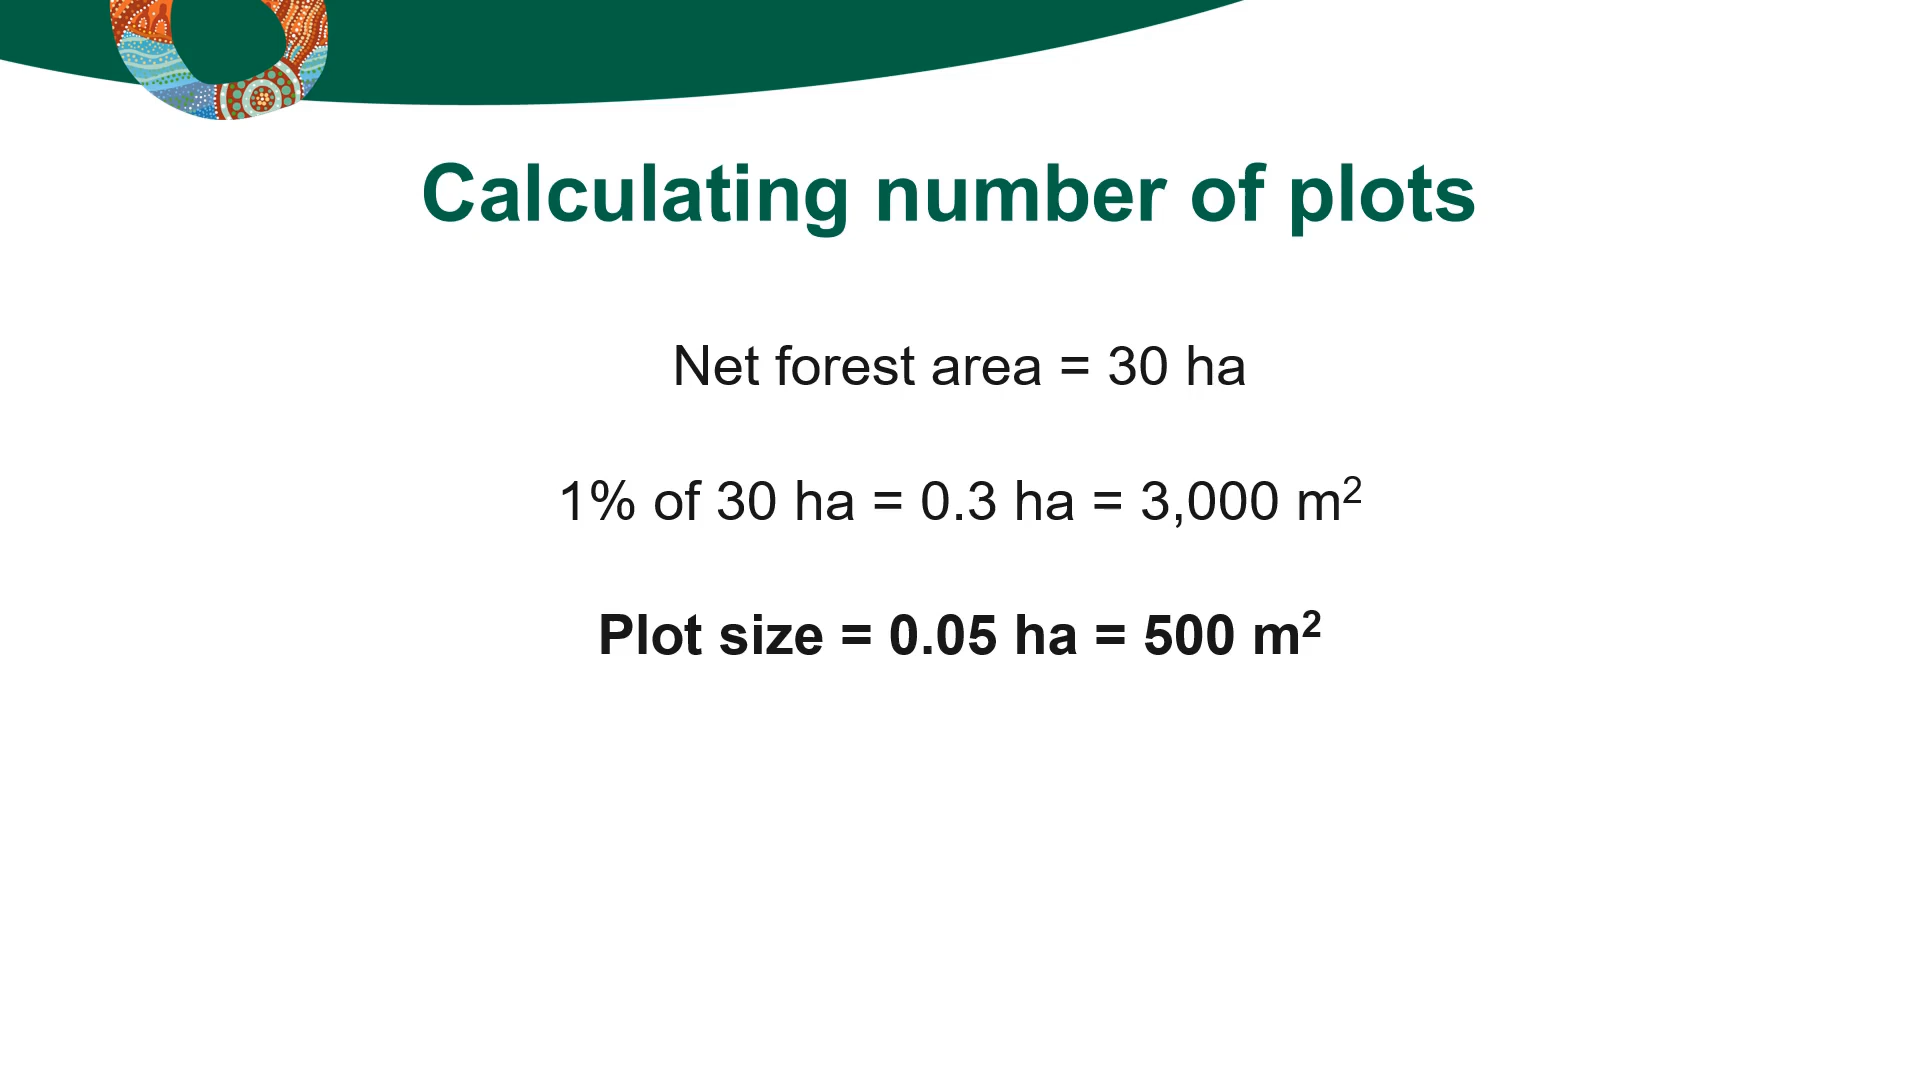 Calculating number of plots
Net forest area = 30 ha
1% of 30 ha = 0.3 ha = 3,000 m²
Plot size = 0.05 ha = 500 m²